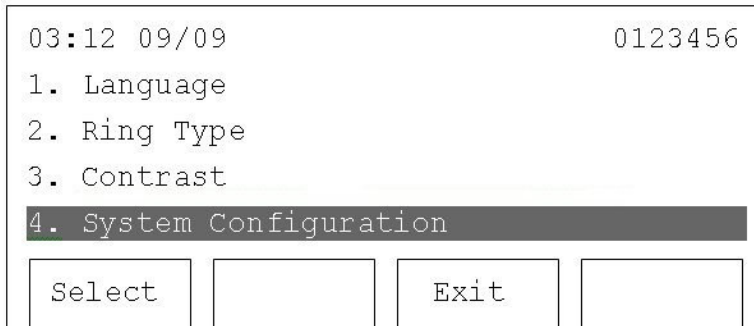 03:12 09/09 0123456
1. Language
2. Ring Type
3. Contrast
4. System Configuration
Select Exit